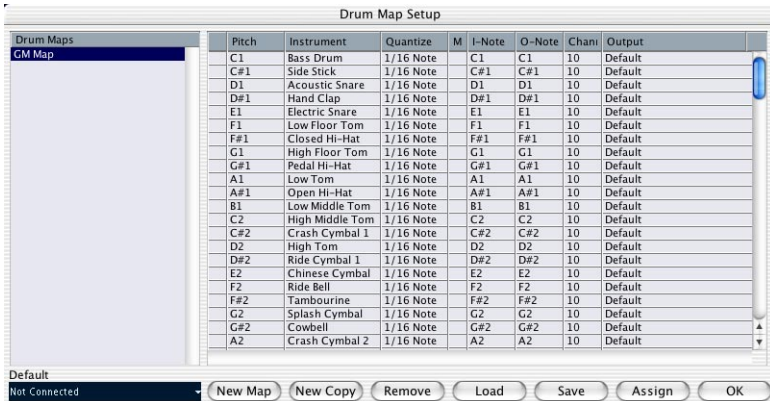 Drum Map Setup
Drum Maps
GM Map
Pitch Instrument Quantize M I-Note O-Note Chan Output
C1 Bass Drum 1/16 Note C1 C1 10 Default
C#1 Side Stick 1/16 Note C#1 C#1 10 Default
D1 Acoustic Snare 1/16 Note D1 D1 10 Default
D#1 Hand Clap 1/16 Note D#1 D#1 10 Default
E1 Electric Snare 1/16 Note E1 E1 10 Default
F1 Low Floor Tom 1/16 Note F1 F1 10 Default
F#1 Closed Hi-Hat 1/16 Note F#1 F#1 10 Default
G1 High Floor Tom 1/16 Note G1 G1 10 Default
G#1 Pedal Hi-Hat 1/16 Note G#1 G#1 10 Default
A1 Low Tom 1/16 Note A1 A1 10 Default
A#1 Open Hi-Hat 1/16 Note A#1 A#1 10 Default
B1 Low Middle Tom 1/16 Note B1 B1 10 Default
C2 High Middle Tom 1/16 Note C2 C2 10 Default
C#2 Crash Cymbal 1 1/16 Note C#2 C#2 10 Default
D2 High Tom 1/16 Note D2 D2 10 Default
D#2 Ride Cymbal 1 1/16 Note D#2 D#2 10 Default
E2 Chinese Cymbal 1/16 Note E2 E2 10 Default
F2 Ride Bell 1/16 Note F2 F2 10 Default
F#2 Tambourine 1/16 Note F#2 F#2 10 Default
G2 Splash Cymbal 1/16 Note G2 G2 10 Default
G#2 Cowbell 1/16 Note G#2 G#2 10 Default
A2 Crash Cymbal 2 1/16 Note A2 A2 10 Default
Default
Not Connected
New Map New Copy Remove Load Save Assign OK